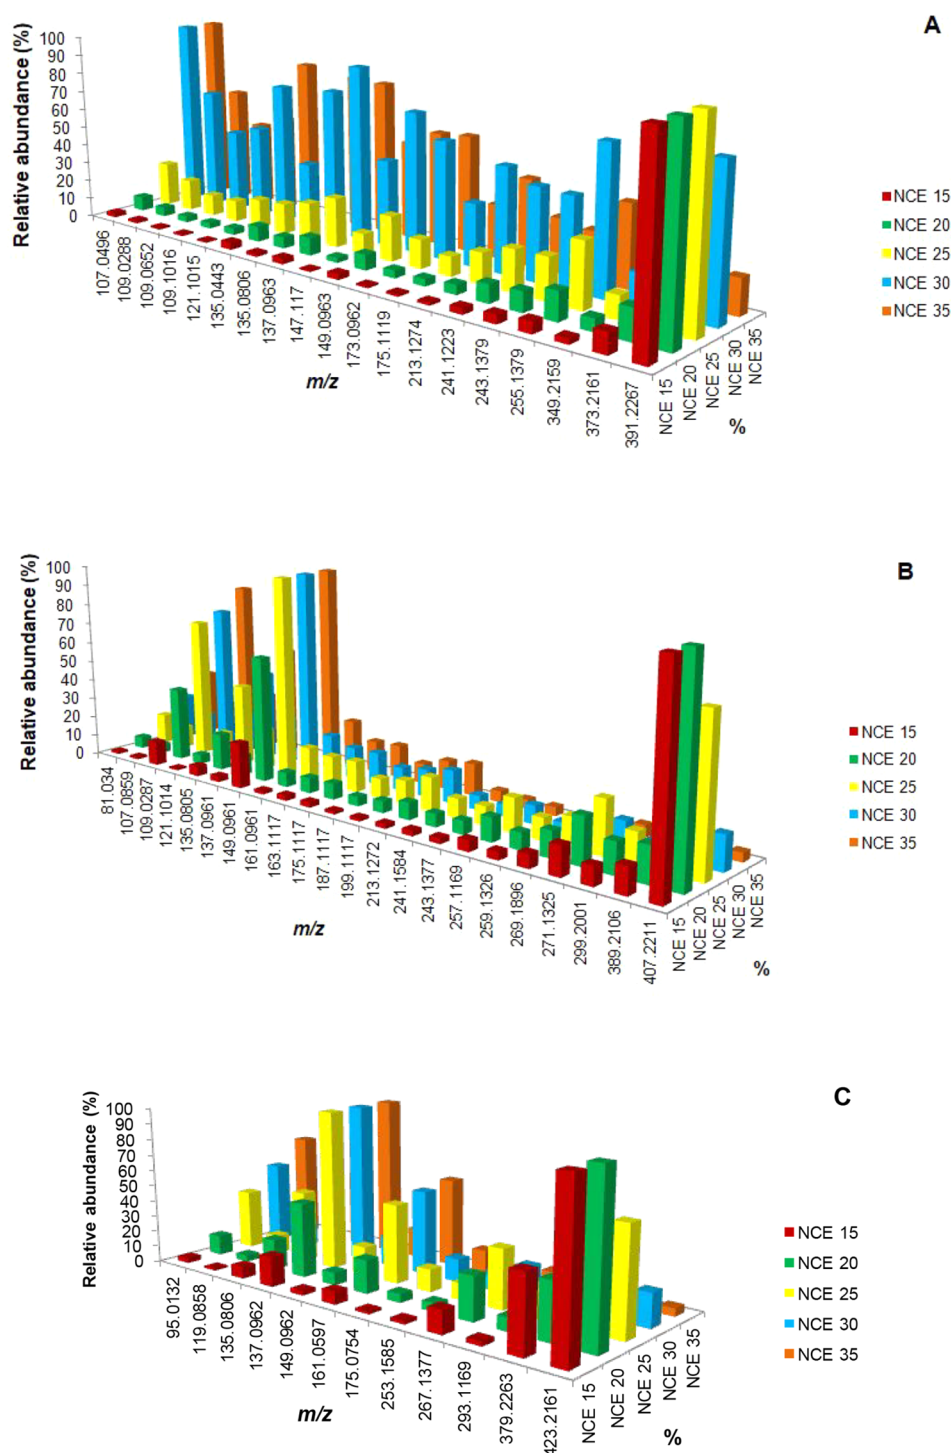 A
Relative abundance (%)
100
90
80
70
60
50
40
30
20
10
0
107.0496
109.0288
109.0652
109.1016
121.1015
135.0443
135.0806
137.0963
147.117
149.0963
173.0962
175.1119
213.1274
241.1223
243.1379
255.1379
349.2159
373.2161
391.2267
m/z
NCE 15
NCE 20
NCE 25
NCE 30
NCE 35
%
NCE 15
NCE 20
NCE 25
NCE 30
NCE 35
B
Relative abundance (%)
100
90
80
70
60
50
40
30
20
10
0
81.034
107.0859
109.0287
121.1014
135.0805
137.0961
149.0961
161.0961
163.1117
175.1117
187.1117
199.1117
213.1272
241.1584
243.1377
257.1169
259.1326
269.1896
271.1325
299.2001
389.2106
407.2211
m/z
NCE 15
NCE 20
NCE 25
NCE 30
NCE 35
%
NCE 15
NCE 20
NCE 25
NCE 30
NCE 35
C
Relative abundance (%)
100
90
80
70
60
50
40
30
20
10
0
95.0132
119.0858
135.0806
137.0962
149.0962
161.0597
175.0754
253.1585
267.1377
293.1169
379.2263
423.2161
m/z
NCE 15
NCE 20
NCE 25
NCE 30
NCE 35
%
NCE 15
NCE 20
NCE 25
NCE 30
NCE 35